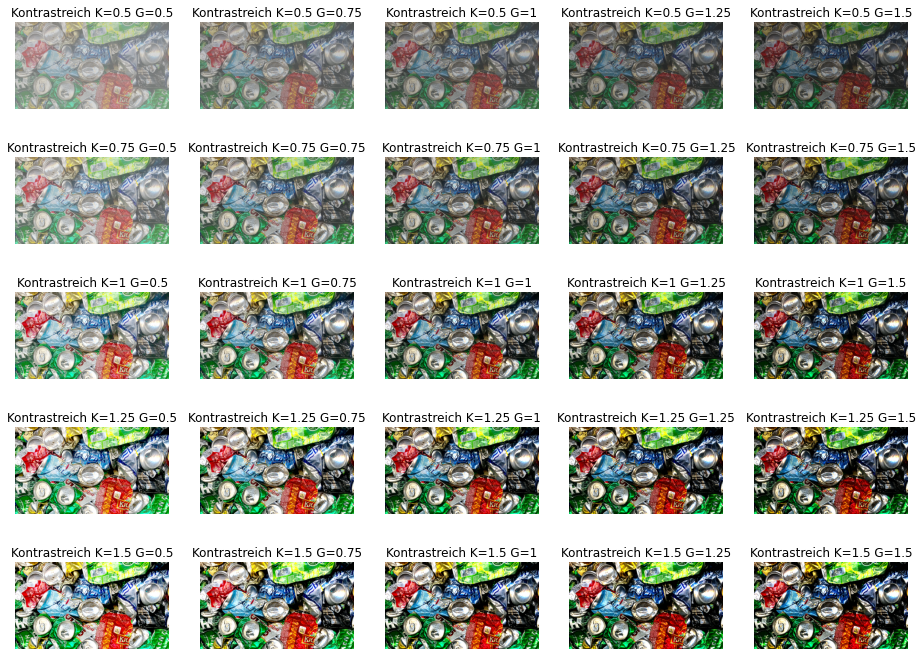 Kontrastreich K=0.5 G=0.5
Kontrastreich K=0.5 G=0.75
Kontrastreich K=0.5 G=1
Kontrastreich K=0.5 G=1.25
Kontrastreich K=0.5 G=1.5
Kontrastreich K=0.75 G=0.5
Kontrastreich K=0.75 G=0.75
Kontrastreich K=0.75 G=1
Kontrastreich K=0.75 G=1.25
Kontrastreich K=0.75 G=1.5
Kontrastreich K=1 G=0.5
Kontrastreich K=1 G=0.75
Kontrastreich K=1 G=1
Kontrastreich K=1 G=1.25
Kontrastreich K=1 G=1.5
Kontrastreich K=1.25 G=0.5
Kontrastreich K=1.25 G=0.75
Kontrastreich K=1.25 G=1
Kontrastreich K=1.25 G=1.25
Kontrastreich K=1.25 G=1.5
Kontrastreich K=1.5 G=0.5
Kontrastreich K=1.5 G=0.75
Kontrastreich K=1.5 G=1
Kontrastreich K=1.5 G=1.25
Kontrastreich K=1.5 G=1.5